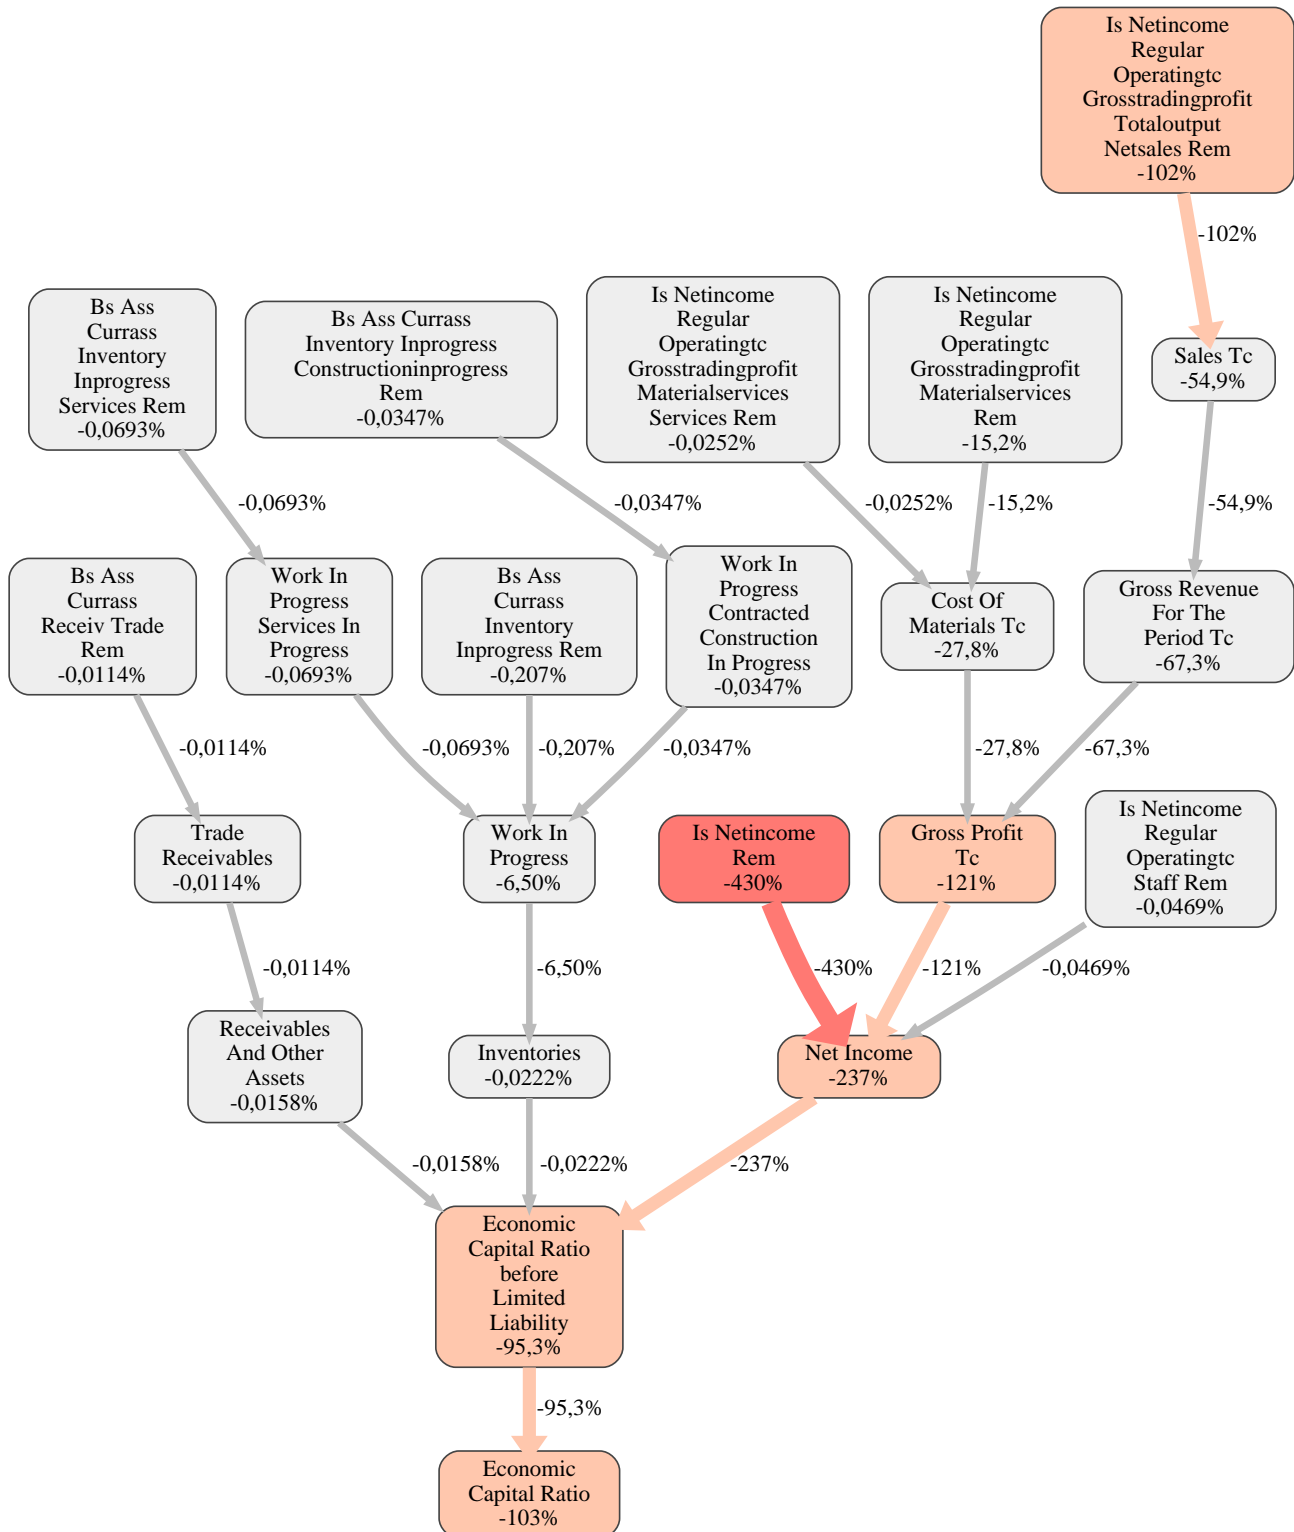 Is Netincome
Regular
Operatingtc
Grosstradingprofit
Totaloutput
Netsales Rem
-102%
-102%
Bs Ass
Currass
Inventory
Inprogress
Services Rem
-0,0693%
Bs Ass Currass
Inventory Inprogress
Constructioninprogress
Rem
-0,0347%
Is Netincome
Regular
Operatingtc
Grosstradingprofit
Materialservices
Services Rem
-0,0252%
Is Netincome
Regular
Operatingtc
Grosstradingprofit
Materialservices
Rem
-15,2%
Sales Tc
-54,9%
-0,0693%
-0,0347%
-0,0252%
-15,2%
-54,9%
Bs Ass
Currass
Receiv Trade
Rem
-0,0114%
Work In
Progress
Services In
Progress
-0,0693%
Bs Ass
Currass
Inventory
Inprogress Rem
-0,207%
Work In
Progress
Contracted
Construction
In Progress
-0,0347%
Cost Of
Materials Tc
-27,8%
Gross Revenue
For The
Period Tc
-67,3%
-0,0114%
-0,0693%
-0,207%
-0,0347%
-27,8%
-67,3%
Trade
Receivables
-0,0114%
Work In
Progress
-6,50%
Is Netincome
Rem
-430%
Gross Profit
Tc
-121%
Is Netincome
Regular
Operatingtc
Staff Rem
-0,0469%
-0,0114%
-6,50%
-430%
-121%
-0,0469%
Receivables
And Other
Assets
-0,0158%
Inventories
-0,0222%
Net Income
-237%
-0,0158%
-0,0222%
-237%
Economic
Capital Ratio
before
Limited
Liability
-95,3%
-95,3%
Economic
Capital Ratio
-103%